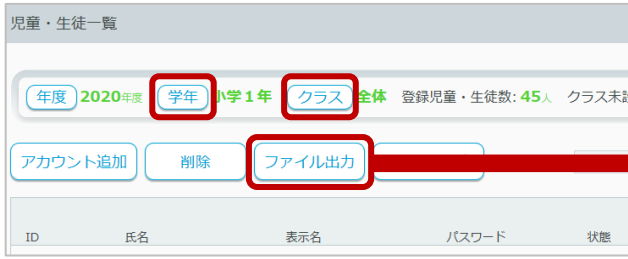 児童・生徒一覧
年度 2020年度 学年 小学1年 クラス 全体 登録児童・生徒数: 45人 クラス未
アカウント追加 削除 ファイル出力
ID 氏名 表示名 パスワード 状態